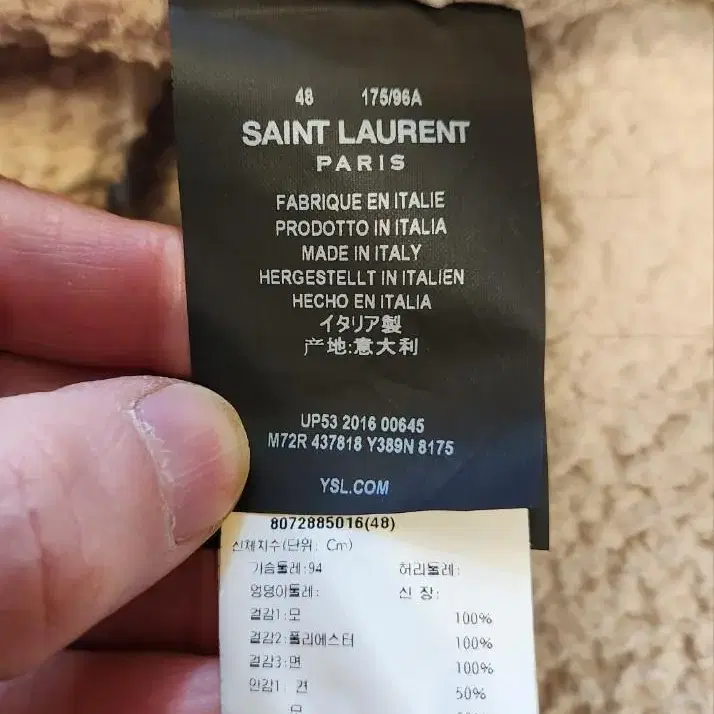 48 175/96A
SAINT LAURENT
PARIS
FABRIQUE EN ITALIE
PRODOTTO IN ITALIA
MADE IN ITALY
HERGESTELLT IN ITALIEN
HECHO EN ITALIA
イタリア製
产地:意大利
UP53 2016 00645
M72R 437818 Y389N 8175
YSL.COM
8072885016(48)
신체치수(단위: Cm)
가슴둘레:94 허리둘레:
엉덩이둘레: 신 장:
겉감1:모 100%
겉감2:폴리에스터 100%
겉감3:면 100%
안감1: 견 50%
모